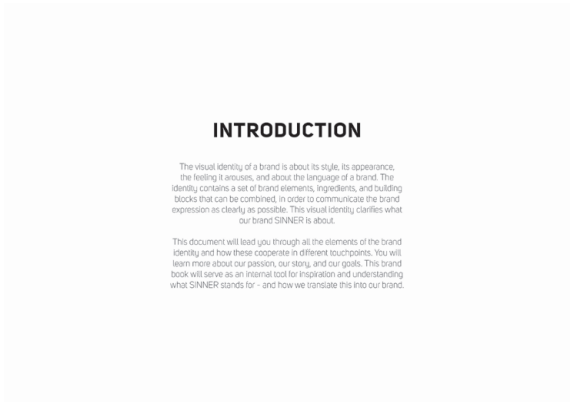 INTRODUCTION
The visual identity of a brand is about its style, its appearance,
the feeling it arouses, and about the language of a brand. The
identity contains a set of brand elements, ingredients, and building
blocks that can be combined, in order to communicate the brand
expression as clearly as possible. This visual identity clarifies what
our brand SINNER is about.
This document will lead you through all the elements of the brand
identity and how these cooperate in different touchpoints. You will
learn more about our passion, our story, and our goals. This brand
book will serve as an internal tool for inspiration and understanding
what SINNER stands for - and how we translate this into our brand.